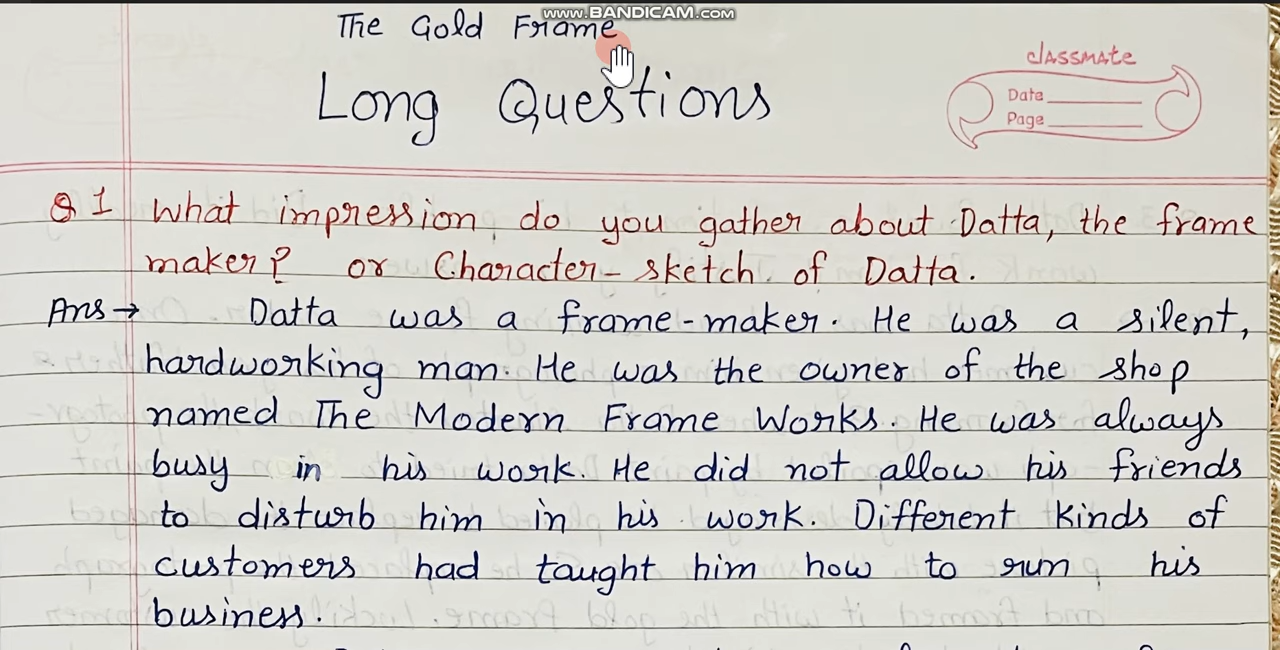 www.BANDICAM.com
The Gold Frame
Long Questions
classmate
Date
Page
Q 1 What impression do you gather about Datta, the frame
maker? or Character-sketch of Datta.
Ans → Datta was a frame-maker. He was a silent,
hardworking man. He was the owner of the shop
named The Modern Frame Works. He was always
busy in his work. He did not allow his friends
to disturb him in his work. Different kinds of
customers had taught him how to run his
business.